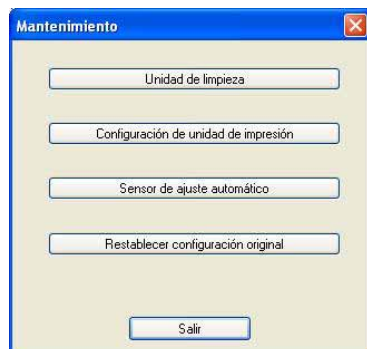 Mantenimiento
Unidad de limpieza
Configuración de unidad de impresión
Sensor de ajuste automático
Restablecer configuración original
Salir